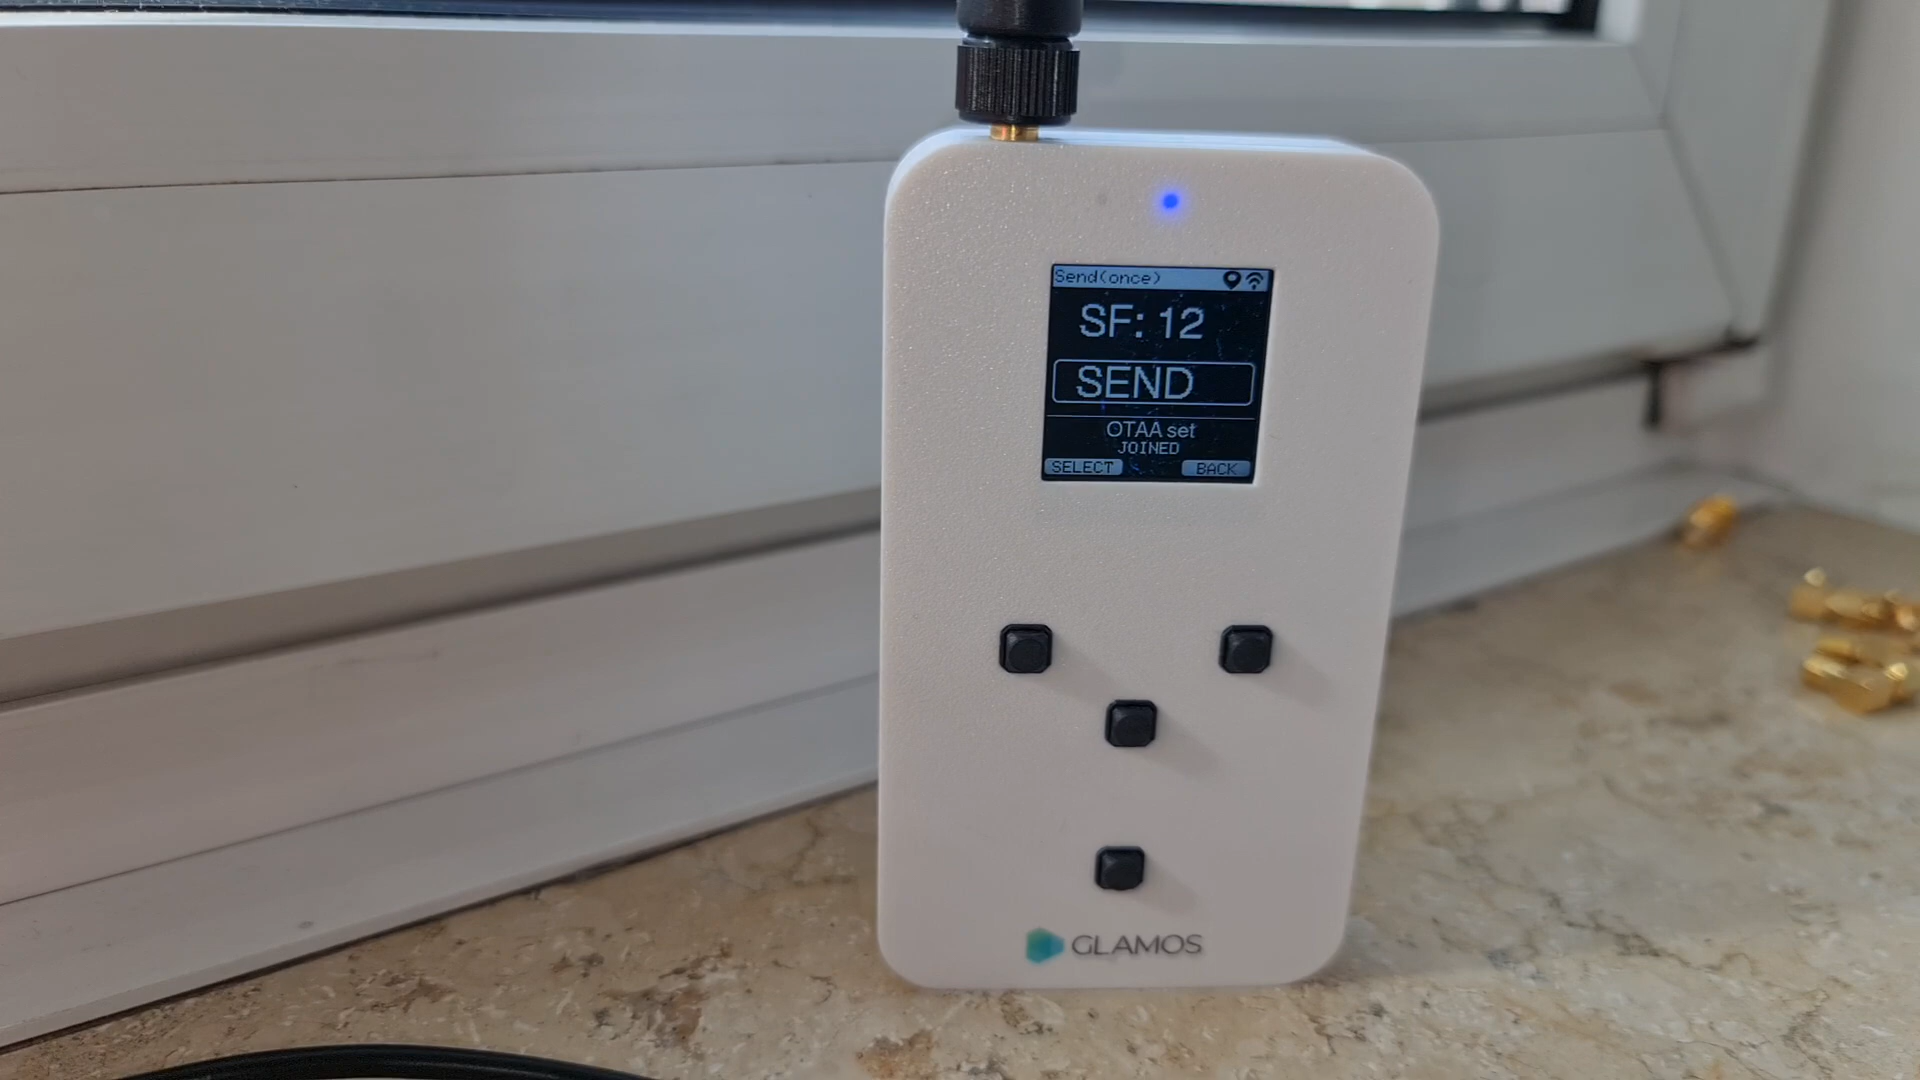 Send(once)
SF: 12
SEND
OTAA set
JOINED
SELECT BACK
GLAMOS